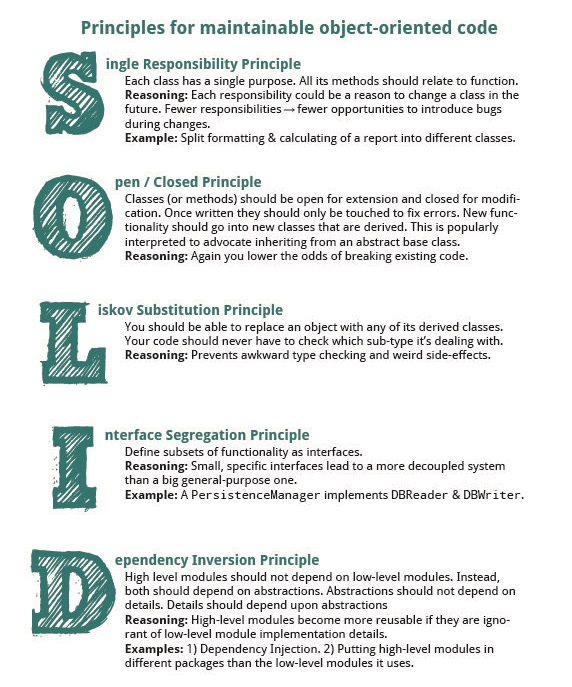 Principles for maintainable object-oriented code
Single Responsibility Principle
Each class has a single purpose. All its methods should relate to function.
Reasoning: Each responsibility could be a reason to change a class in the
future. Fewer responsibilities → fewer opportunities to introduce bugs
during changes.
Example: Split formatting & calculating of a report into different classes.
Open / Closed Principle
Classes (or methods) should be open for extension and closed for modifi-
cation. Once written they should only be touched to fix errors. New func-
tionality should go into new classes that are derived. This is popularly
interpreted to advocate inheriting from an abstract base class.
Reasoning: Again you lower the odds of breaking existing code.
Liskov Substitution Principle
You should be able to replace an object with any of its derived classes.
Your code should never have to check which sub-type it's dealing with.
Reasoning: Prevents awkward type checking and weird side-effects.
Interface Segregation Principle
Define subsets of functionality as interfaces.
Reasoning: Small, specific interfaces lead to a more decoupled system
than a big general-purpose one.
Example: A PersistenceManager implements DBReader & DBWriter.
Dependency Inversion Principle
High level modules should not depend on low-level modules. Instead,
both should depend on abstractions. Abstractions should not depend on
details. Details should depend upon abstractions
Reasoning: High-level modules become more reusable if they are igno-
rant of low-level module implementation details.
Examples: 1) Dependency Injection. 2) Putting high-level modules in
different packages than the low-level modules it uses.